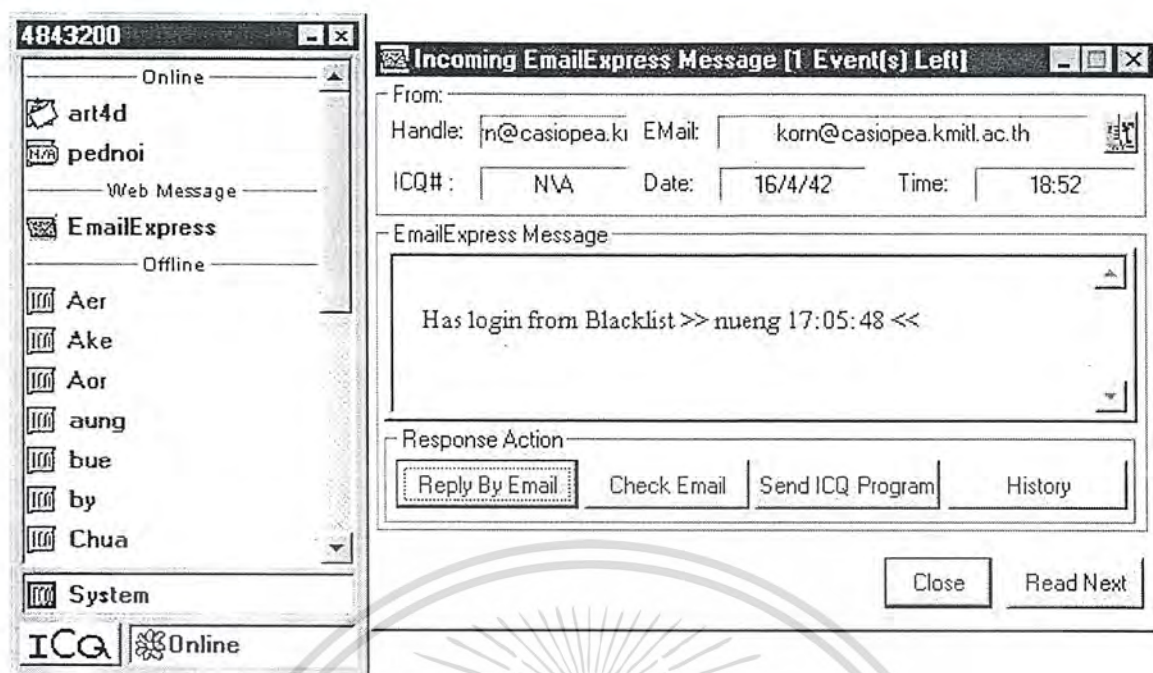 4843200
Online
art4d
N/A pednoi
Web Message
EmailExpress
Offline
Aer
Ake
Aor
aung
bue
by
Chua
System
ICQ Online
Incoming EmailExpress Message [1 Event(s) Left]
From:
Handle: n@casiopea.ki EMail: korn@casiopea.kmitl.ac.th
ICQ# : N\A Date: 16/4/42 Time: 18:52
EmailExpress Message
Has login from Blacklist >> nueng 17:05:48 <<
Response Action
Reply By Email Check Email Send ICQ Program History
Close Read Next